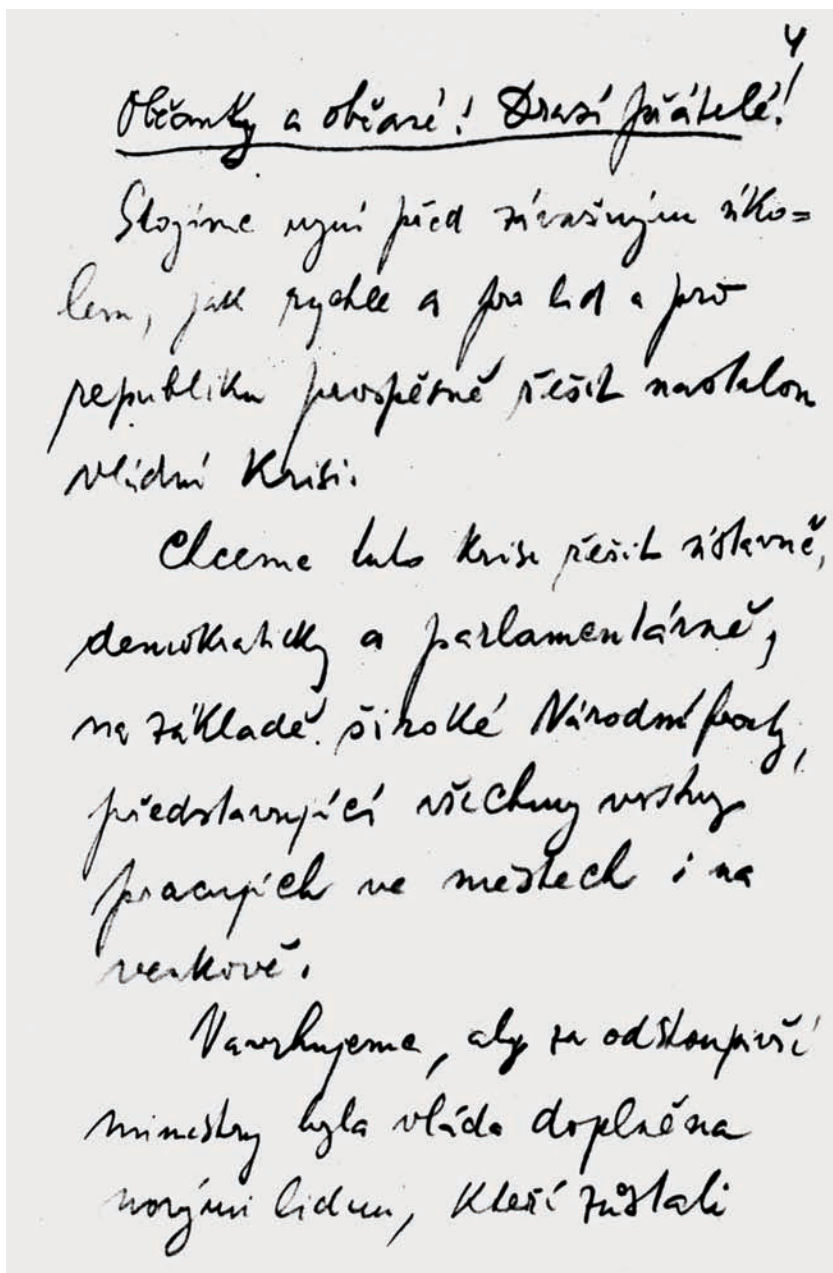 4
Občanky a občané! Drazí přátelé!
Stojíme nyní před závažným úko=
lem, jak rychle a pro lid a pro
republiku prospěšně řešit nastalou
vládní krisi.
Chceme tuto krisi řešit ústavně,
demokraticky a parlamentárně,
na základě široké Národní fronty,
představující všechny vrstvy
pracujících ve městech i na
venkově.
Navrhujeme, aby za odstoupivší
ministry byla vláda doplněna
novými lidmi, kteří zůstali